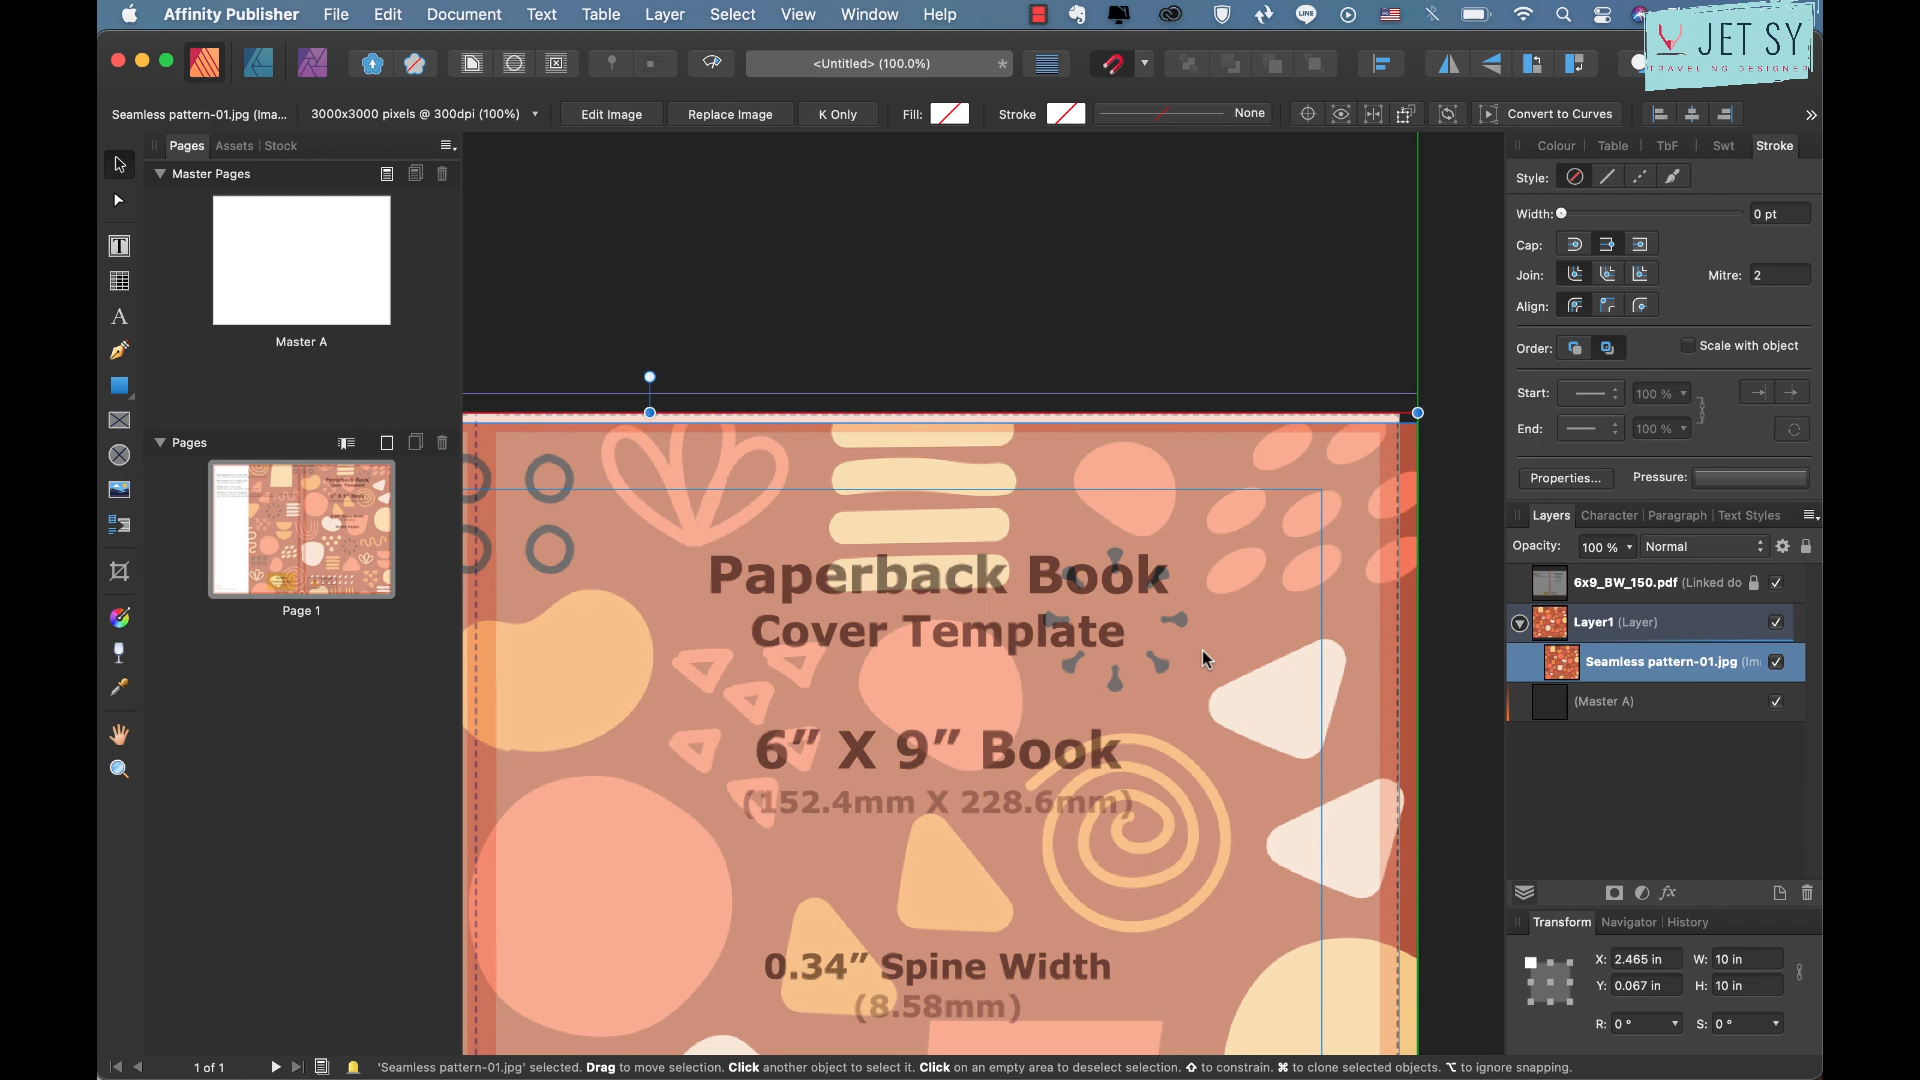 Affinity Publisher File Edit Document Text Table Layer Select View Window Help
JETSY
TRAVELING DESIGNER
<Untitled> (100.0%)
Seamless pattern-01.jpg (Ima... 3000x3000 pixels @ 300dpi (100%) Edit Image Replace Image K Only Fill: Stroke None Convert to Curves
Pages Assets Stock
Master Pages
Master A
Pages
Page 1
Paperback Book
Cover Template
6” X 9” Book
(152.4mm X 228.6mm)
0.34” Spine Width
(8.58mm)
Colour Table TbF Swt Stroke
Style:
Width: 0 pt
Cap:
Join: Mitre: 2
Align:
Order: Scale with object
Start: 100 %
End: 100 %
Properties... Pressure:
Layers Character Paragraph Text Styles
Opacity: 100 % Normal
6x9_BW_150.pdf (Linked do
Layer1 (Layer)
Seamless pattern-01.jpg (Im
(Master A)
Transform Navigator History
X: 2.465 in W: 10 in
Y: 0.067 in H: 10 in
R: 0 ° S: 0 °
1 of 1 'Seamless pattern-01.jpg' selected. Drag to move selection. Click another object to select it. Click on an empty area to deselect selection. ⇧ to constrain. ⌘ to clone selected objects. ⌥ to ignore snapping.